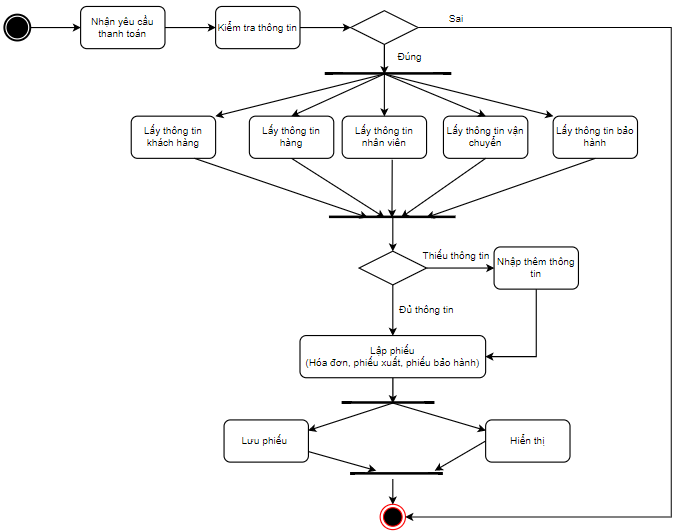 Nhận yêu cầu
thanh toán
Kiểm tra thông tin
Sai
Đúng
Lấy thông tin
khách hàng
Lấy thông tin
hàng
Lấy thông tin
nhân viên
Lấy thông tin vận
chuyển
Lấy thông tin bảo
hành
Thiếu thông tin
Nhập thêm thông
tin
Đủ thông tin
Lập phiếu
(Hóa đơn, phiếu xuất, phiếu bảo hành)
Lưu phiếu
Hiển thị